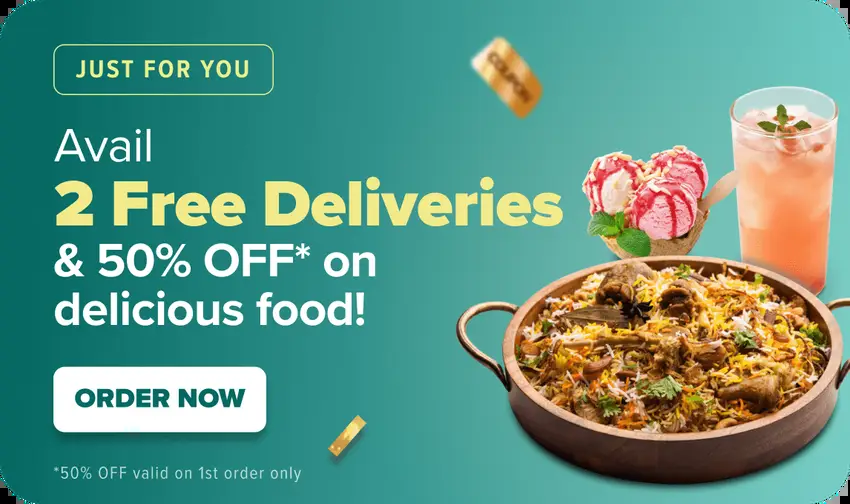 JUST FOR YOU
COUPON
Avail
2 Free Deliveries
& 50% OFF* on
delicious food!
ORDER NOW
*50% OFF valid on 1st order only